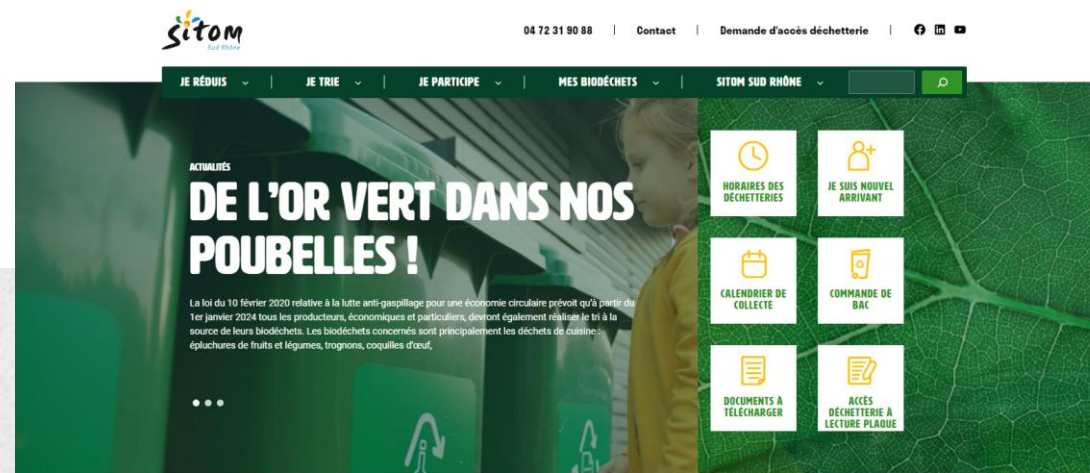 sitom
Sud Rhône
04 72 31 90 88 | Contact | Demande d'accès déchetterie |
JE RÉDUIS | JE TRIE | JE PARTICIPE | MES BIODÉCHETS | SITOM SUD RHÔNE
ACTUALITÉS
DE L'OR VERT DANS NOS
POUBELLES !
La loi du 10 février 2020 relative à la lutte anti-gaspillage pour une économie circulaire prévoit qu'à partir du
1er janvier 2024 tous les producteurs, économiques et particuliers, devront également réaliser le tri à la
source de leurs biodéchets. Les biodéchets concernés sont principalement les déchets de cuisine :
épluchures de fruits et légumes, trognons, coquilles d'œuf,
HORAIRES DES
DÉCHETTERIES
JE SUIS NOUVEL
ARRIVANT
CALENDRIER DE
COLLECTE
COMMANDE DE
BAC
DOCUMENTS À
TÉLÉCHARGER
ACCÈS
DÉCHETTERIE À
LECTURE PLAQUE